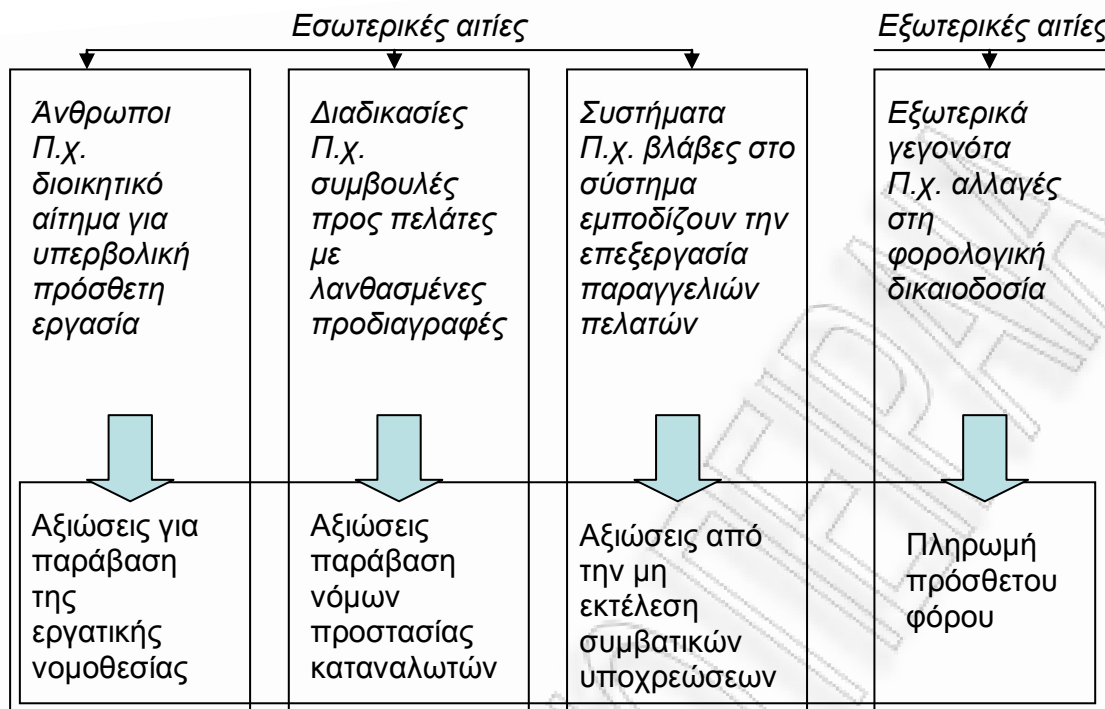 Εσωτερικές αιτίες
Εξωτερικές αιτίες
Άνθρωποι
Π.χ.
διοικητικό
αίτημα για
υπερβολική
πρόσθετη
εργασία
Διαδικασίες
Π.χ.
συμβουλές
προς πελάτες
με
λανθασμένες
προδιαγραφές
Συστήματα
Π.χ. βλάβες στο
σύστημα
εμποδίζουν την
επεξεργασία
παραγγελιών
πελατών
Εξωτερικά
γεγονότα
Π.χ. αλλαγές
στη
φορολογική
δικαιοδοσία
Αξιώσεις για
παράβαση
της
εργατικής
νομοθεσίας
Αξιώσεις
παράβαση
νόμων
προστασίας
καταναλωτών
Αξιώσεις από
την μη
εκτέλεση
συμβατικών
υποχρεώσεων
Πληρωμή
πρόσθετου
φόρου